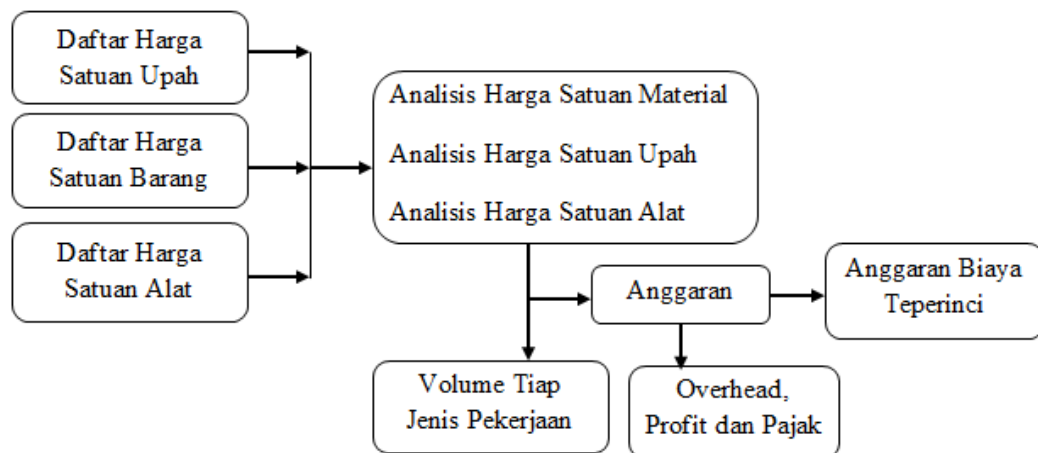 Daftar Harga
Satuan Upah
Daftar Harga
Satuan Barang
Daftar Harga
Satuan Alat
Analisis Harga Satuan Material
Analisis Harga Satuan Upah
Analisis Harga Satuan Alat
Anggaran
Anggaran Biaya
Teperinci
Volume Tiap
Jenis Pekerjaan
Overhead,
Profit dan Pajak